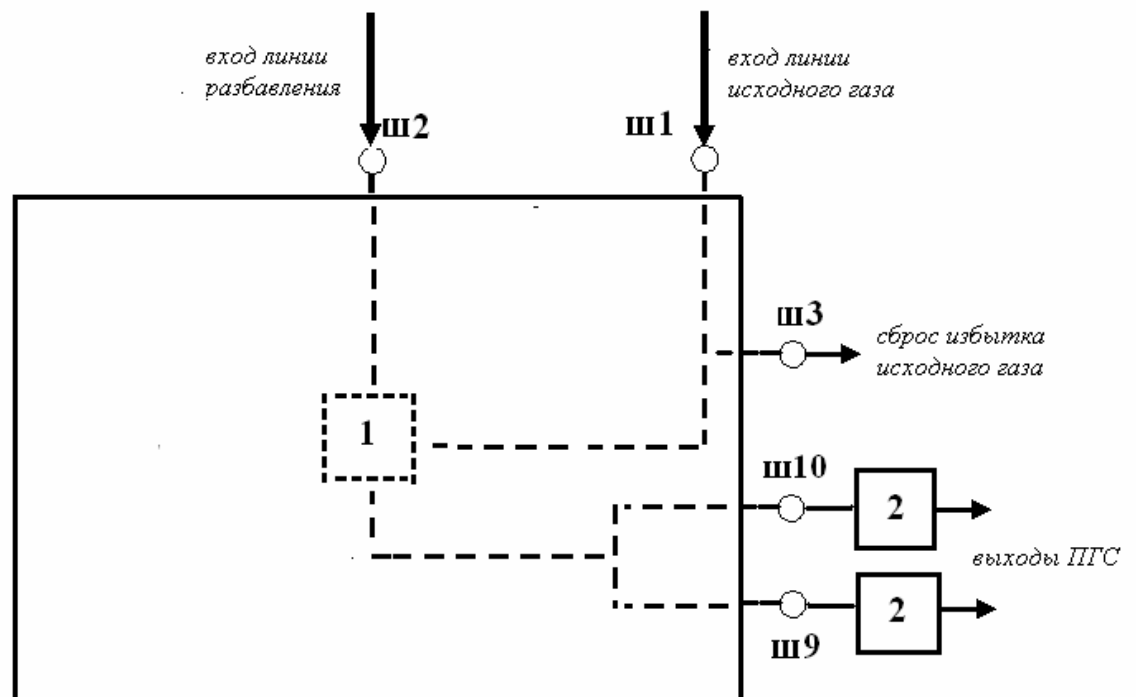 вход линии
разбавления
вход линии
исходного газа
ш2
ш1
ш3
сброс избытка
исходного газа
1
ш10
2
выходы ПГС
2
ш9